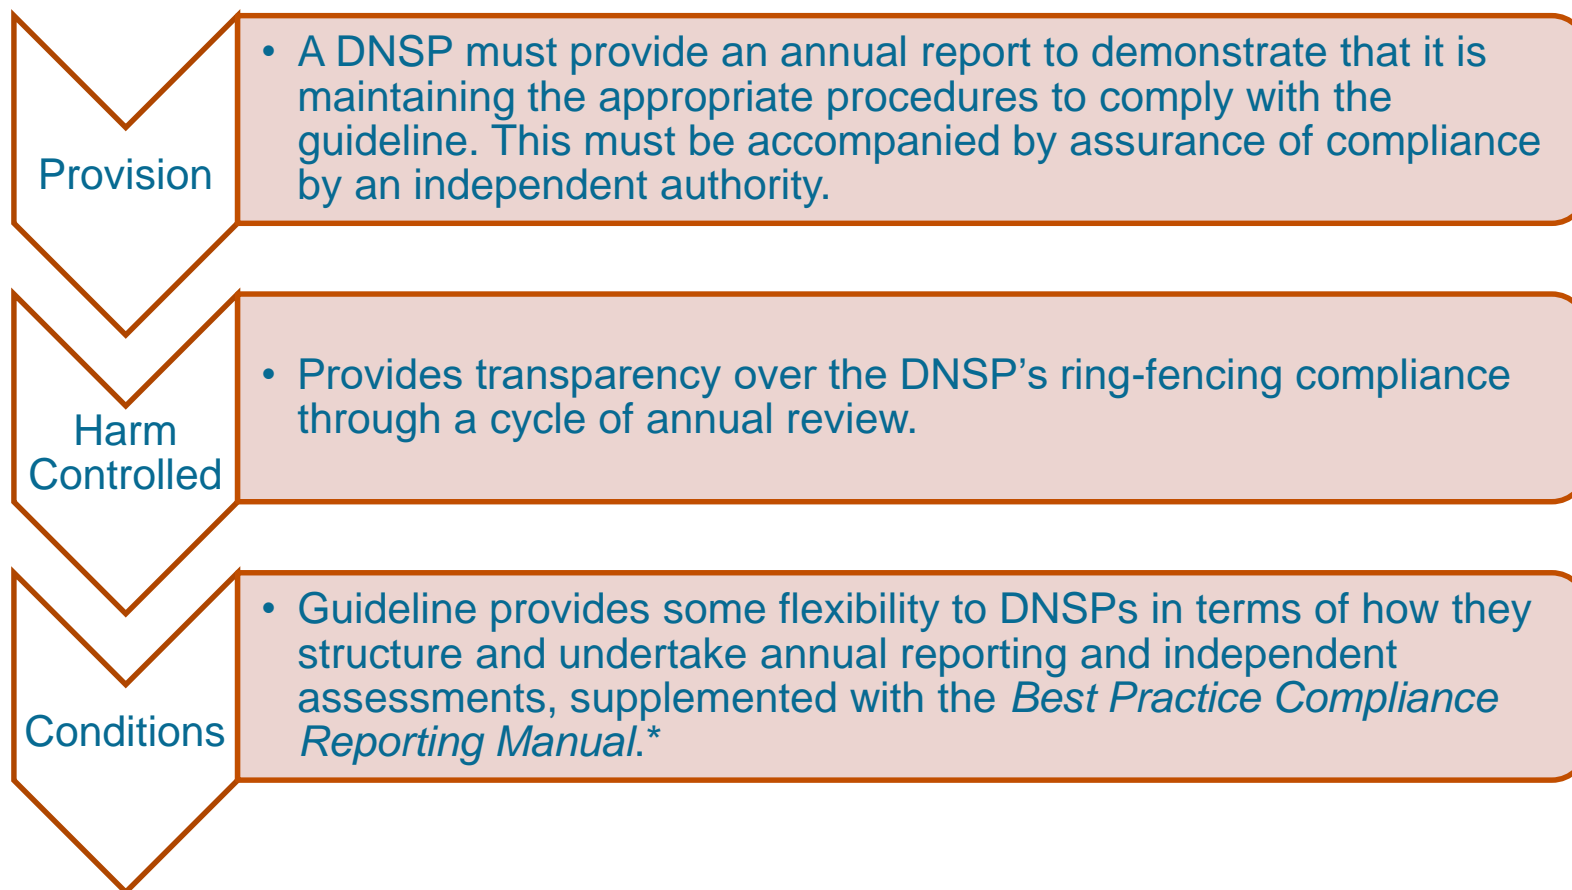 Provision
• A DNSP must provide an annual report to demonstrate that it is
maintaining the appropriate procedures to comply with the
guideline. This must be accompanied by assurance of compliance
by an independent authority.
Harm
Controlled
• Provides transparency over the DNSP’s ring-fencing compliance
through a cycle of annual review.
Conditions
• Guideline provides some flexibility to DNSPs in terms of how they
structure and undertake annual reporting and independent
assessments, supplemented with the Best Practice Compliance
Reporting Manual.*